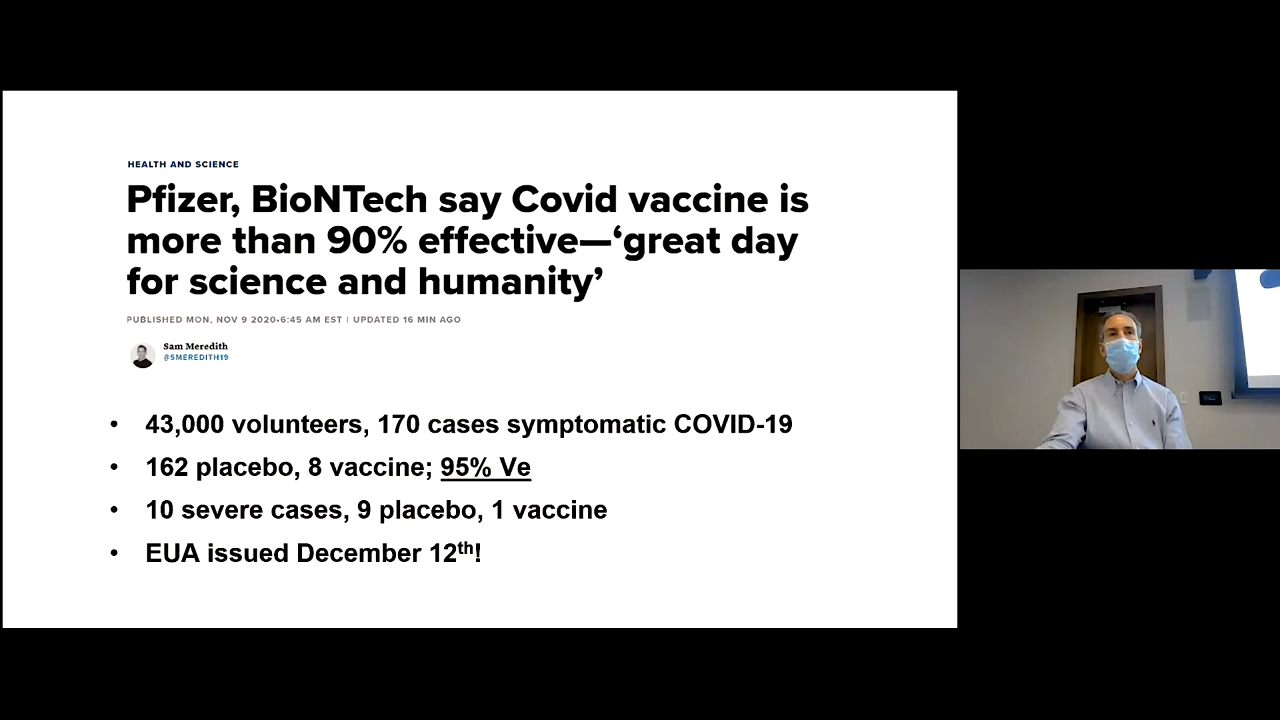 HEALTH AND SCIENCE
Pfizer, BioNTech say Covid vaccine is
more than 90% effective—‘great day
for science and humanity’
PUBLISHED MON, NOV 9 2020•6:45 AM EST | UPDATED 16 MIN AGO
Sam Meredith
@SMEREDITH19
• 43,000 volunteers, 170 cases symptomatic COVID-19
• 162 placebo, 8 vaccine; 95% Ve
• 10 severe cases, 9 placebo, 1 vaccine
• EUA issued December 12th!